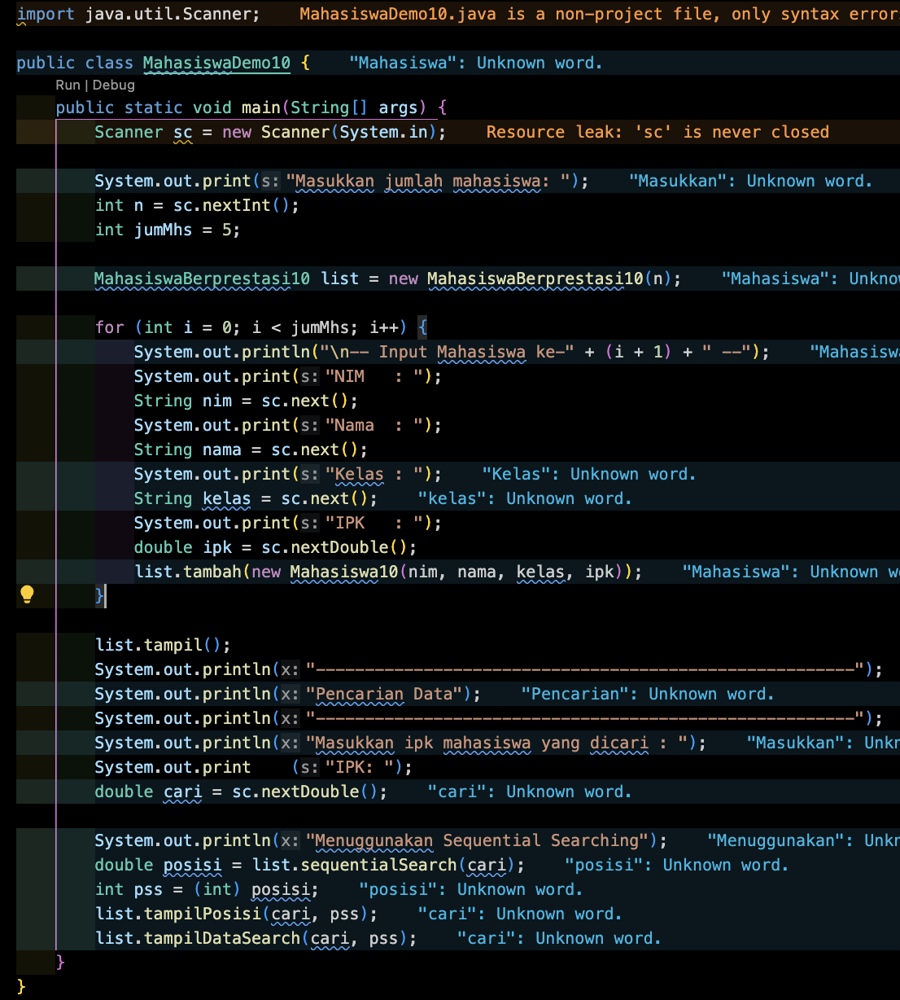 import java.util.Scanner;    MahasiswaDemo10.java is a non-project file, only syntax error
public class MahasiswaDemo10 {    "Mahasiswa": Unknown word.
Run | Debug
public static void main(String[] args) {
Scanner sc = new Scanner(System.in);    Resource leak: 'sc' is never closed
System.out.print(s: "Masukkan jumlah mahasiswa: ");    "Masukkan": Unknown word.
int n = sc.nextInt();
int jumMhs = 5;
MahasiswaBerprestasi10 list = new MahasiswaBerprestasi10(n);    "Mahasiswa": Unkno
for (int i = 0; i < jumMhs; i++) {
System.out.println("\n-- Input Mahasiswa ke-" + (i + 1) + " --");    "Mahasisw
System.out.print(s: "NIM   : ");
String nim = sc.next();
System.out.print(s: "Nama  : ");
String nama = sc.next();
System.out.print(s: "Kelas : ");    "Kelas": Unknown word.
String kelas = sc.next();    "kelas": Unknown word.
System.out.print(s: "IPK   : ");
double ipk = sc.nextDouble();
list.tambah(new Mahasiswa10(nim, nama, kelas, ipk));    "Mahasiswa": Unknown w
}
list.tampil();
System.out.println(x: "-------------------------------------------------------");
System.out.println(x: "Pencarian Data");    "Pencarian": Unknown word.
System.out.println(x: "-------------------------------------------------------");
System.out.println(x: "Masukkan ipk mahasiswa yang dicari : ");    "Masukkan": Unkn
System.out.print    (s: "IPK: ");
double cari = sc.nextDouble();    "cari": Unknown word.
System.out.println(x: "Menuggunakan Sequential Searching");    "Menuggunakan": Unkn
double posisi = list.sequentialSearch(cari);    "posisi": Unknown word.
int pss = (int) posisi;    "posisi": Unknown word.
list.tampilPosisi(cari, pss);    "cari": Unknown word.
list.tampilDataSearch(cari, pss);    "cari": Unknown word.
}
}